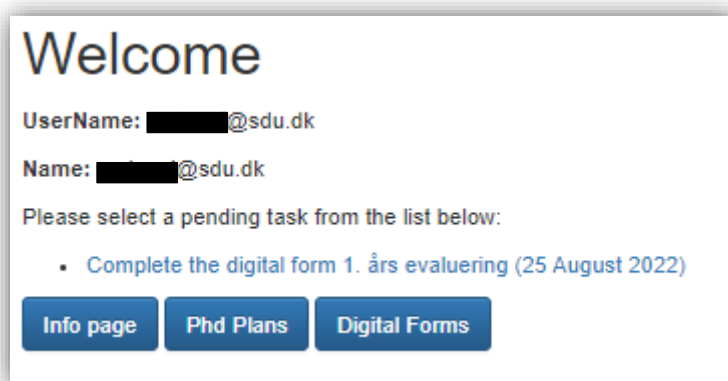 Welcome
UserName: @sdu.dk
Name: @sdu.dk
Please select a pending task from the list below:
• Complete the digital form 1. års evaluering (25 August 2022)
Info page Phd Plans Digital Forms